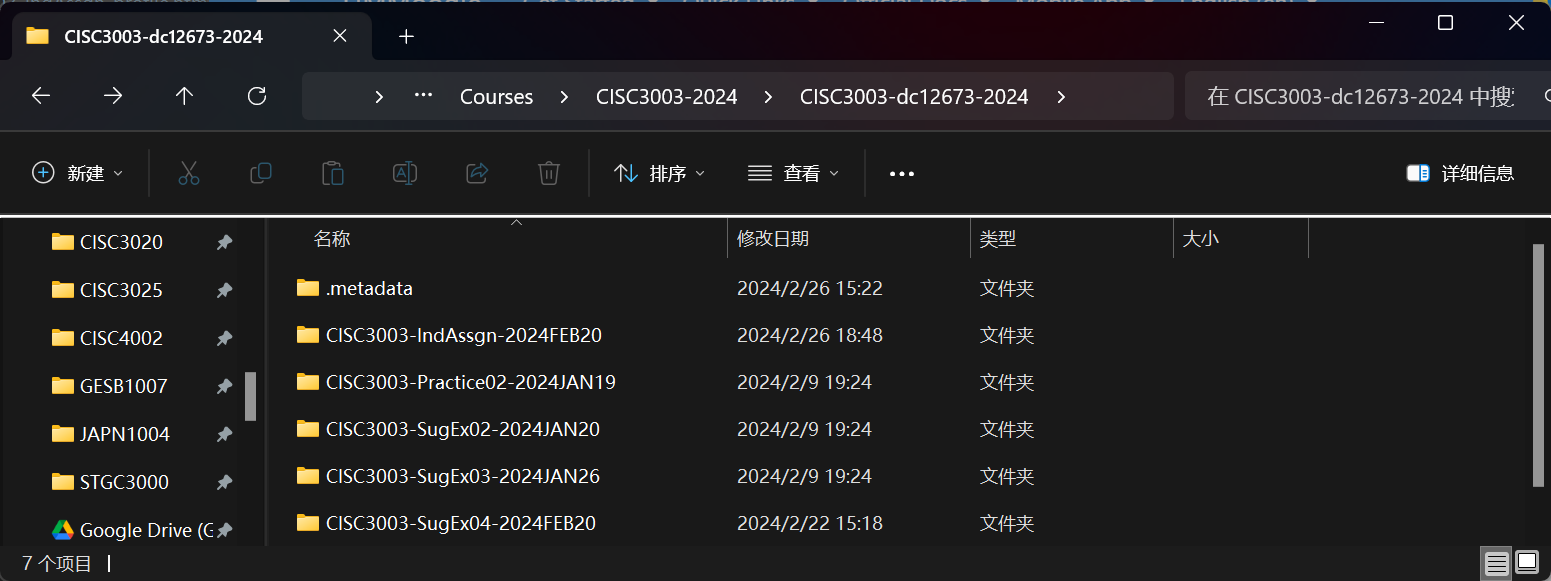 CISC3003-dc12673-2024
Courses CISC3003-2024 CISC3003-dc12673-2024 在 CISC3003-dc12673-2024 中搜
新建 排序 查看 详细信息
名称 修改日期 类型 大小
CISC3020
CISC3025
CISC4002
GESB1007
JAPN1004
STGC3000
Google Drive (G
.metadata 2024/2/26 15:22 文件夹
CISC3003-IndAssgn-2024FEB20 2024/2/26 18:48 文件夹
CISC3003-Practice02-2024JAN19 2024/2/9 19:24 文件夹
CISC3003-SugEx02-2024JAN20 2024/2/9 19:24 文件夹
CISC3003-SugEx03-2024JAN26 2024/2/9 19:24 文件夹
CISC3003-SugEx04-2024FEB20 2024/2/22 15:18 文件夹
7 个项目